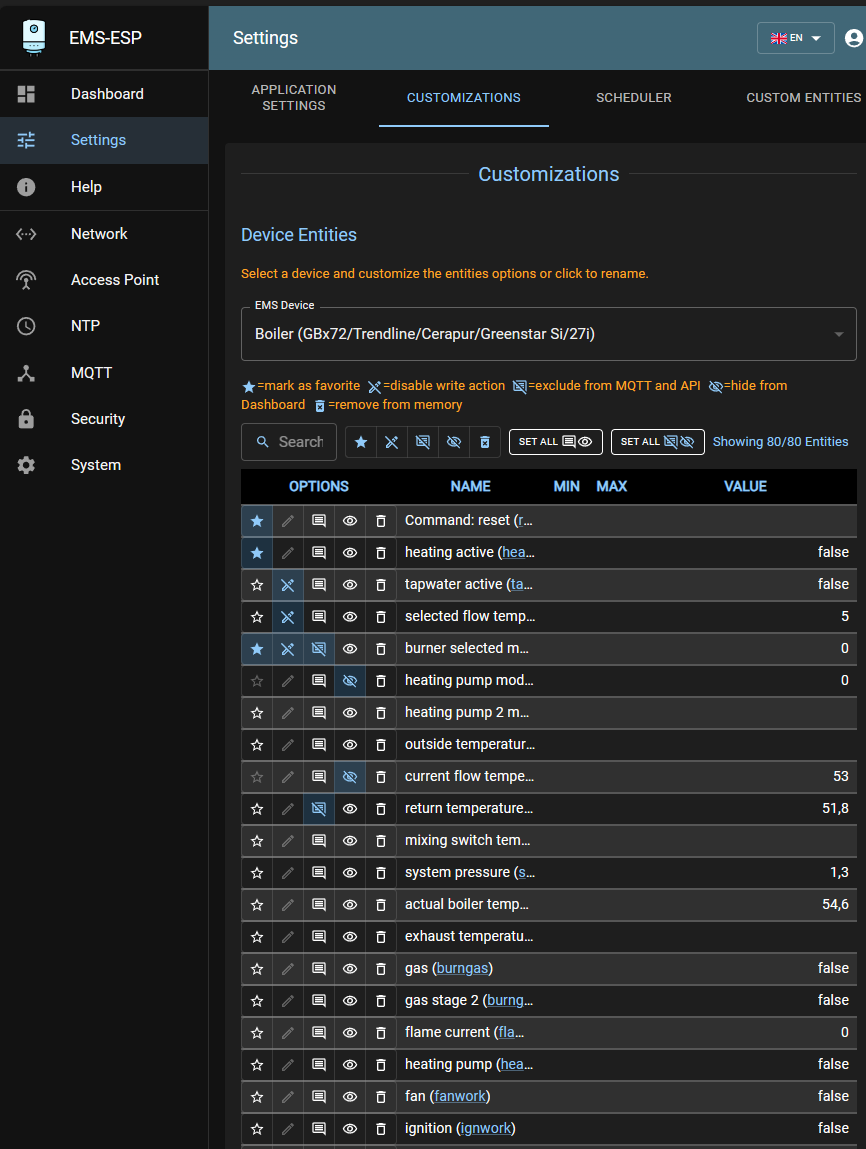 EMS-ESP
Settings
EN
Dashboard
Settings
Help
Network
Access Point
NTP
MQTT
Security
System
APPLICATION
SETTINGS
CUSTOMIZATIONS
SCHEDULER
CUSTOM ENTITIES
Customizations
Device Entities
Select a device and customize the entities options or click to rename.
EMS Device
Boiler (GBx72/Trendline/Cerapur/Greenstar Si/27i)
=mark as favorite =disable write action =exclude from MQTT and API =hide from
Dashboard =remove from memory
Search
SET ALL
SET ALL
Showing 80/80 Entities
OPTIONS NAME MIN MAX VALUE
Command: reset (r...
heating active (hea... false
tapwater active (ta... false
selected flow temp... 5
burner selected m... 0
heating pump mod... 0
heating pump 2 m...
outside temperatur...
current flow tempe... 53
return temperature... 51,8
mixing switch tem...
system pressure (s... 1,3
actual boiler temp... 54,6
exhaust temperatu...
gas (burngas) false
gas stage 2 (burng... false
flame current (fla... 0
heating pump (hea... false
fan (fanwork) false
ignition (ignwork) false